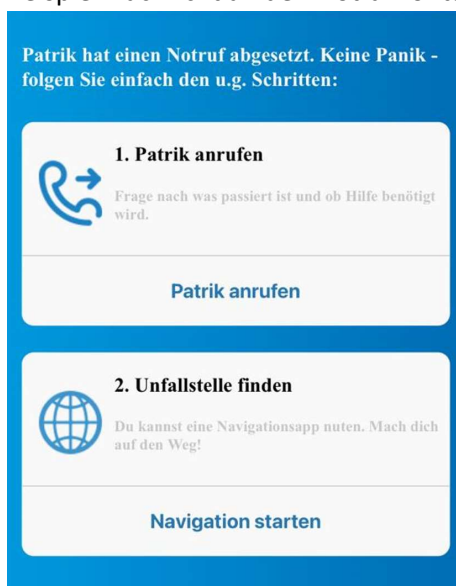 Patrik hat einen Notruf abgesetzt. Keine Panik -
folgen Sie einfach den u.g. Schritten:
1. Patrik anrufen
Frage nach was passiert ist und ob Hilfe benötigt
wird.
Patrik anrufen
2. Unfallstelle finden
Du kannst eine Navigationsapp nuten. Mach dich
auf den Weg!
Navigation starten